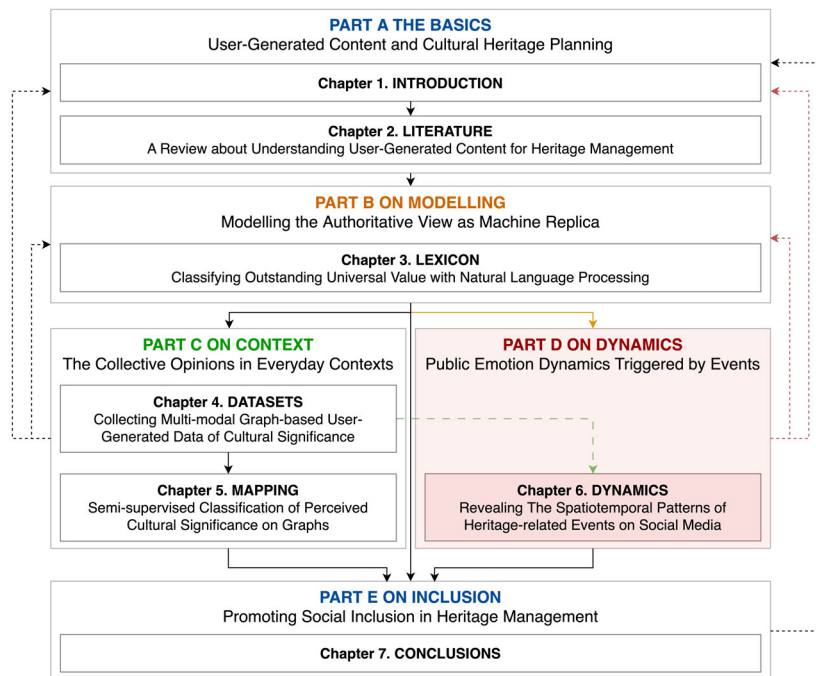 PART A THE BASICS
User-Generated Content and Cultural Heritage Planning
Chapter 1. INTRODUCTION
Chapter 2. LITERATURE
A Review about Understanding User-Generated Content for Heritage Management
PART B ON MODELLING
Modelling the Authoritative View as Machine Replica
Chapter 3. LEXICON
Classifying Outstanding Universal Value with Natural Language Processing
PART C ON CONTEXT
The Collective Opinions in Everyday Contexts
Chapter 4. DATASETS
Collecting Multi-modal Graph-based User-
Generated Data of Cultural Significance
Chapter 5. MAPPING
Semi-supervised Classification of Perceived
Cultural Significance on Graphs
PART D ON DYNAMICS
Public Emotion Dynamics Triggered by Events
Chapter 6. DYNAMICS
Revealing The Spatiotemporal Patterns of
Heritage-related Events on Social Media
PART E ON INCLUSION
Promoting Social Inclusion in Heritage Management
Chapter 7. CONCLUSIONS